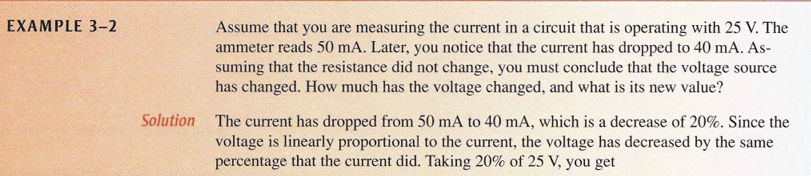 EXAMPLE 3–2
Assume that you are measuring the current in a circuit that is operating with 25 V. The
ammeter reads 50 mA. Later, you notice that the current has dropped to 40 mA. As-
suming that the resistance did not change, you must conclude that the voltage source
has changed. How much has the voltage changed, and what is its new value?
Solution The current has dropped from 50 mA to 40 mA, which is a decrease of 20%. Since the
voltage is linearly proportional to the current, the voltage has decreased by the same
percentage that the current did. Taking 20% of 25 V, you get